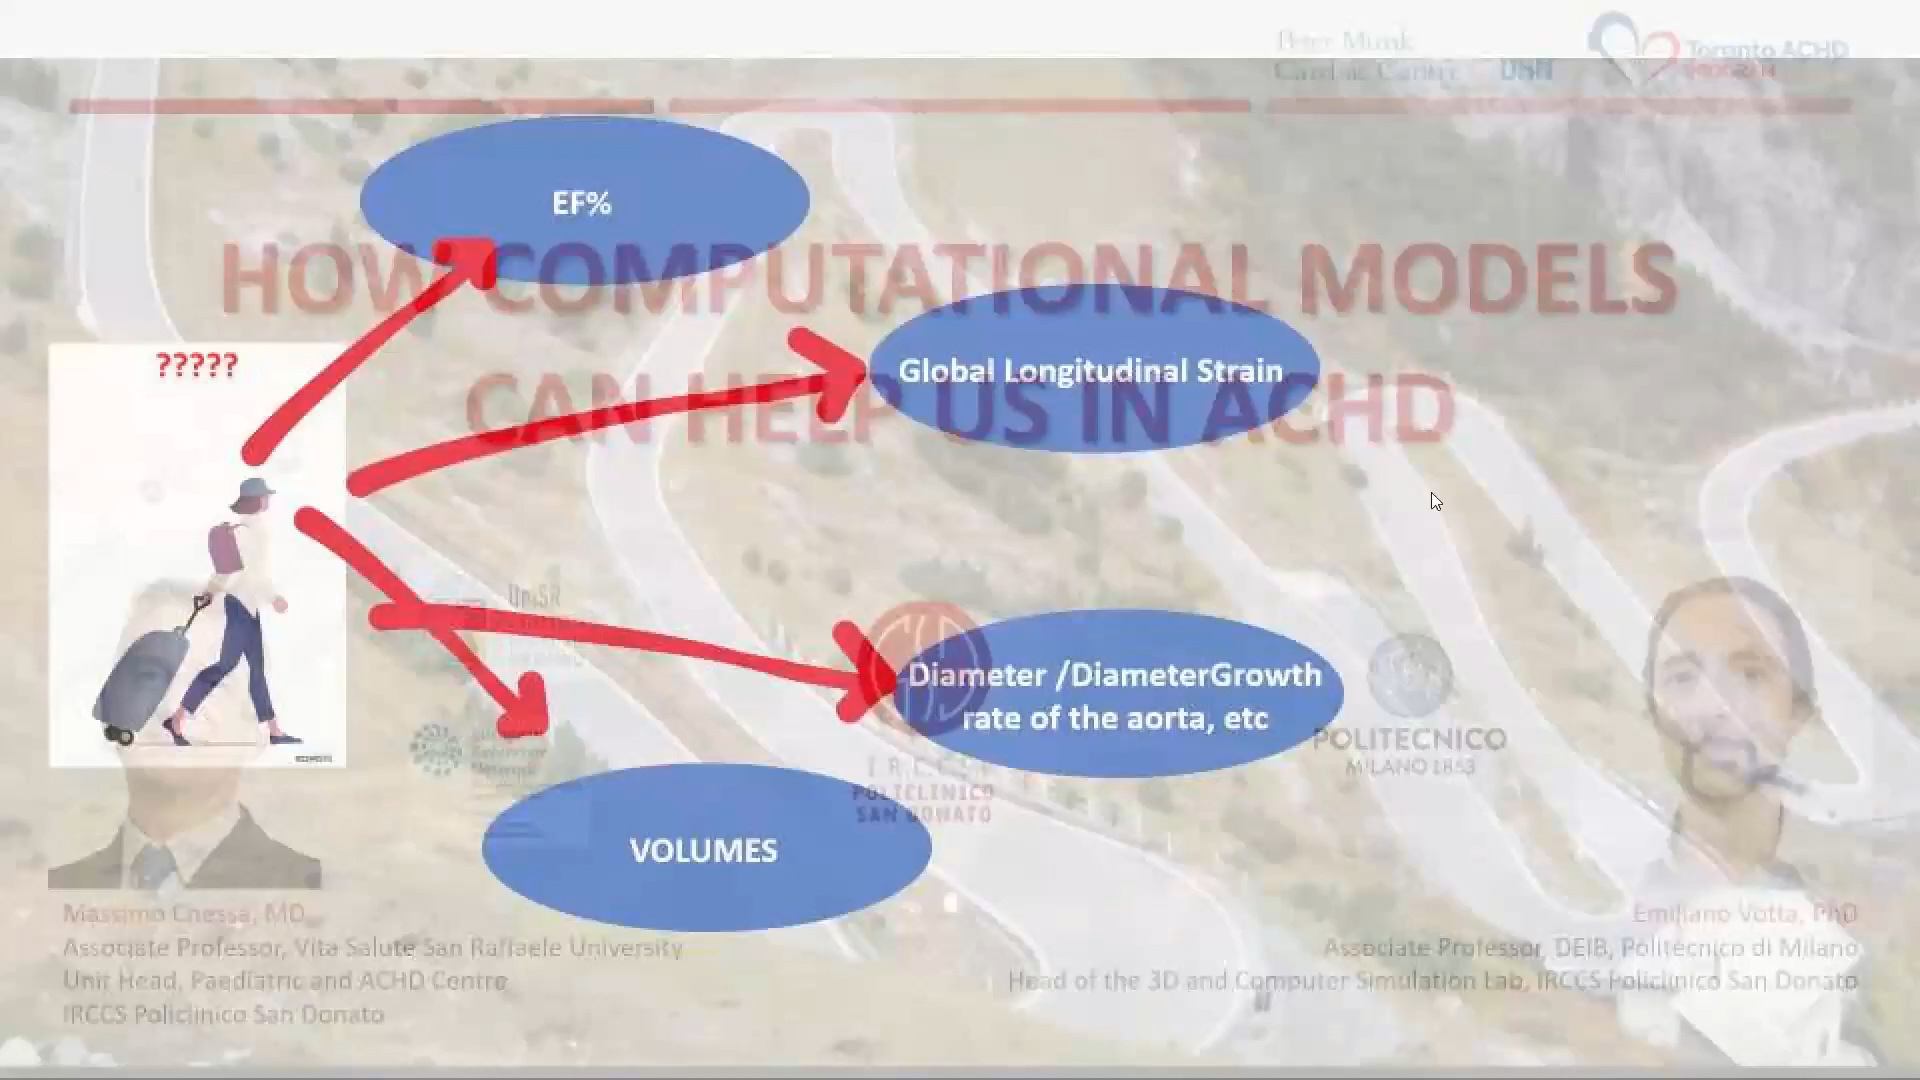 Peter Munk
Cardiac Centre UHN
Toronto ACHD
PROGRAM
EF%
HOW COMPUTATIONAL MODELS
CAN HELP US IN ACHD
?????
Global Longitudinal Strain
UniSR
Diameter /DiameterGrowth
rate of the aorta, etc
POLITECNICO
MILANO 1863
I.R.C.C.S.
POLICLINICO
SAN DONATO
VOLUMES
Massimo Chessa, MD
Associate Professor, Vita Salute San Raffaele University
Unit Head, Paediatric and ACHD Centre
IRCCS Policlinico San Donato
Emiliano Votta, PhD
Associate Professor, DEIB, Politecnico di Milano
Head of the 3D and Computer Simulation Lab, IRCCS Policlinico San Donato